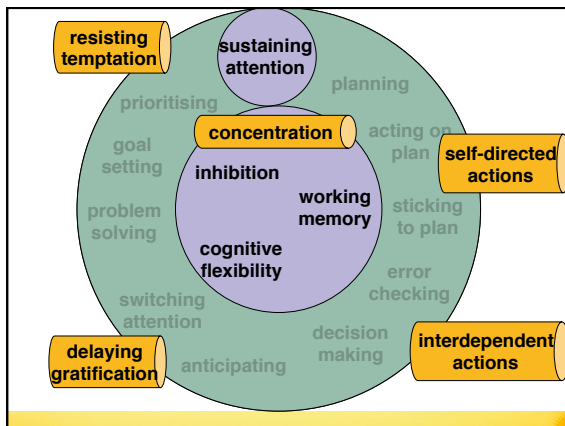 resisting
temptation
sustaining
attention
planning
prioritising
concentration
acting on
plan
goal
setting
inhibition
self-directed
actions
working
memory
problem
solving
sticking
to plan
cognitive
flexibility
error
checking
switching
attention
decision
making
delaying
gratification
anticipating
interdependent
actions